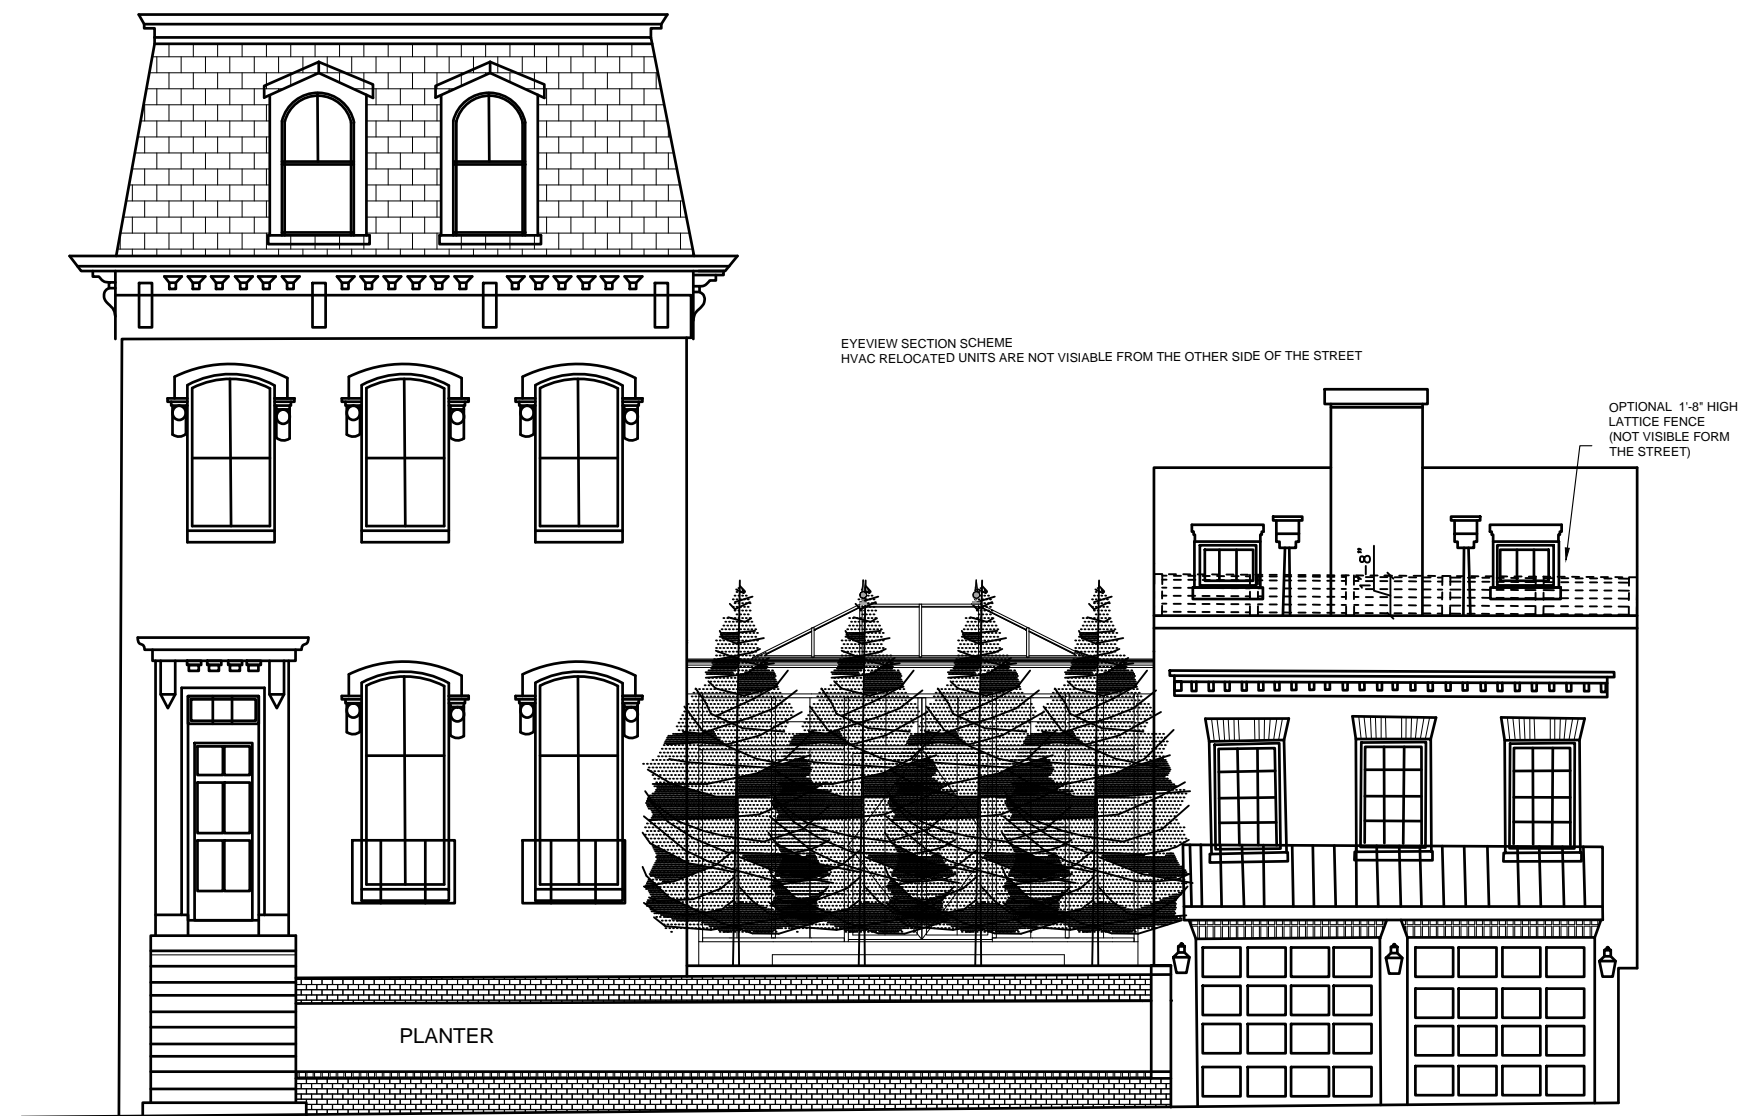 EYEVIEW SECTION SCHEME
HVAC RELOCATED UNITS ARE NOT VISIABLE FROM THE OTHER SIDE OF THE STREET
OPTIONAL 1'-8" HIGH
LATTICE FENCE
(NOT VISIBLE FORM
THE STREET)
1'-8"
PLANTER